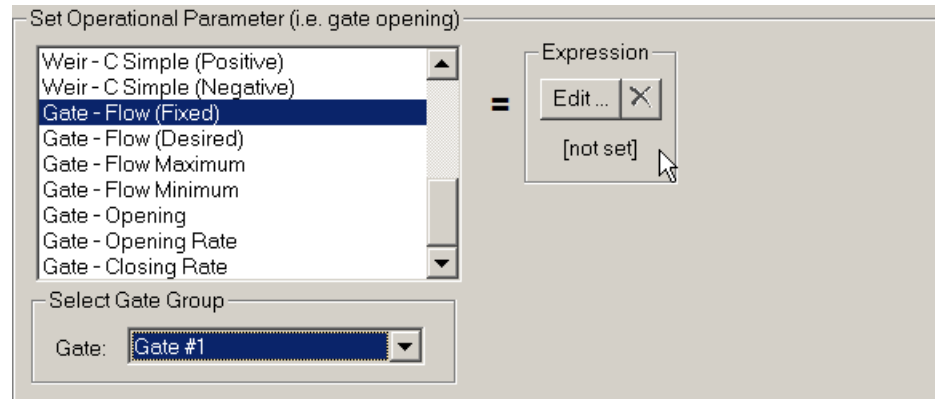 Set Operational Parameter (i.e. gate opening)
Weir - C Simple (Positive)
Weir - C Simple (Negative)
Gate - Flow (Fixed)
Gate - Flow (Desired)
Gate - Flow Maximum
Gate - Flow Minimum
Gate - Opening
Gate - Opening Rate
Gate - Closing Rate
=
Expression
Edit ...
[not set]
Select Gate Group
Gate: Gate #1